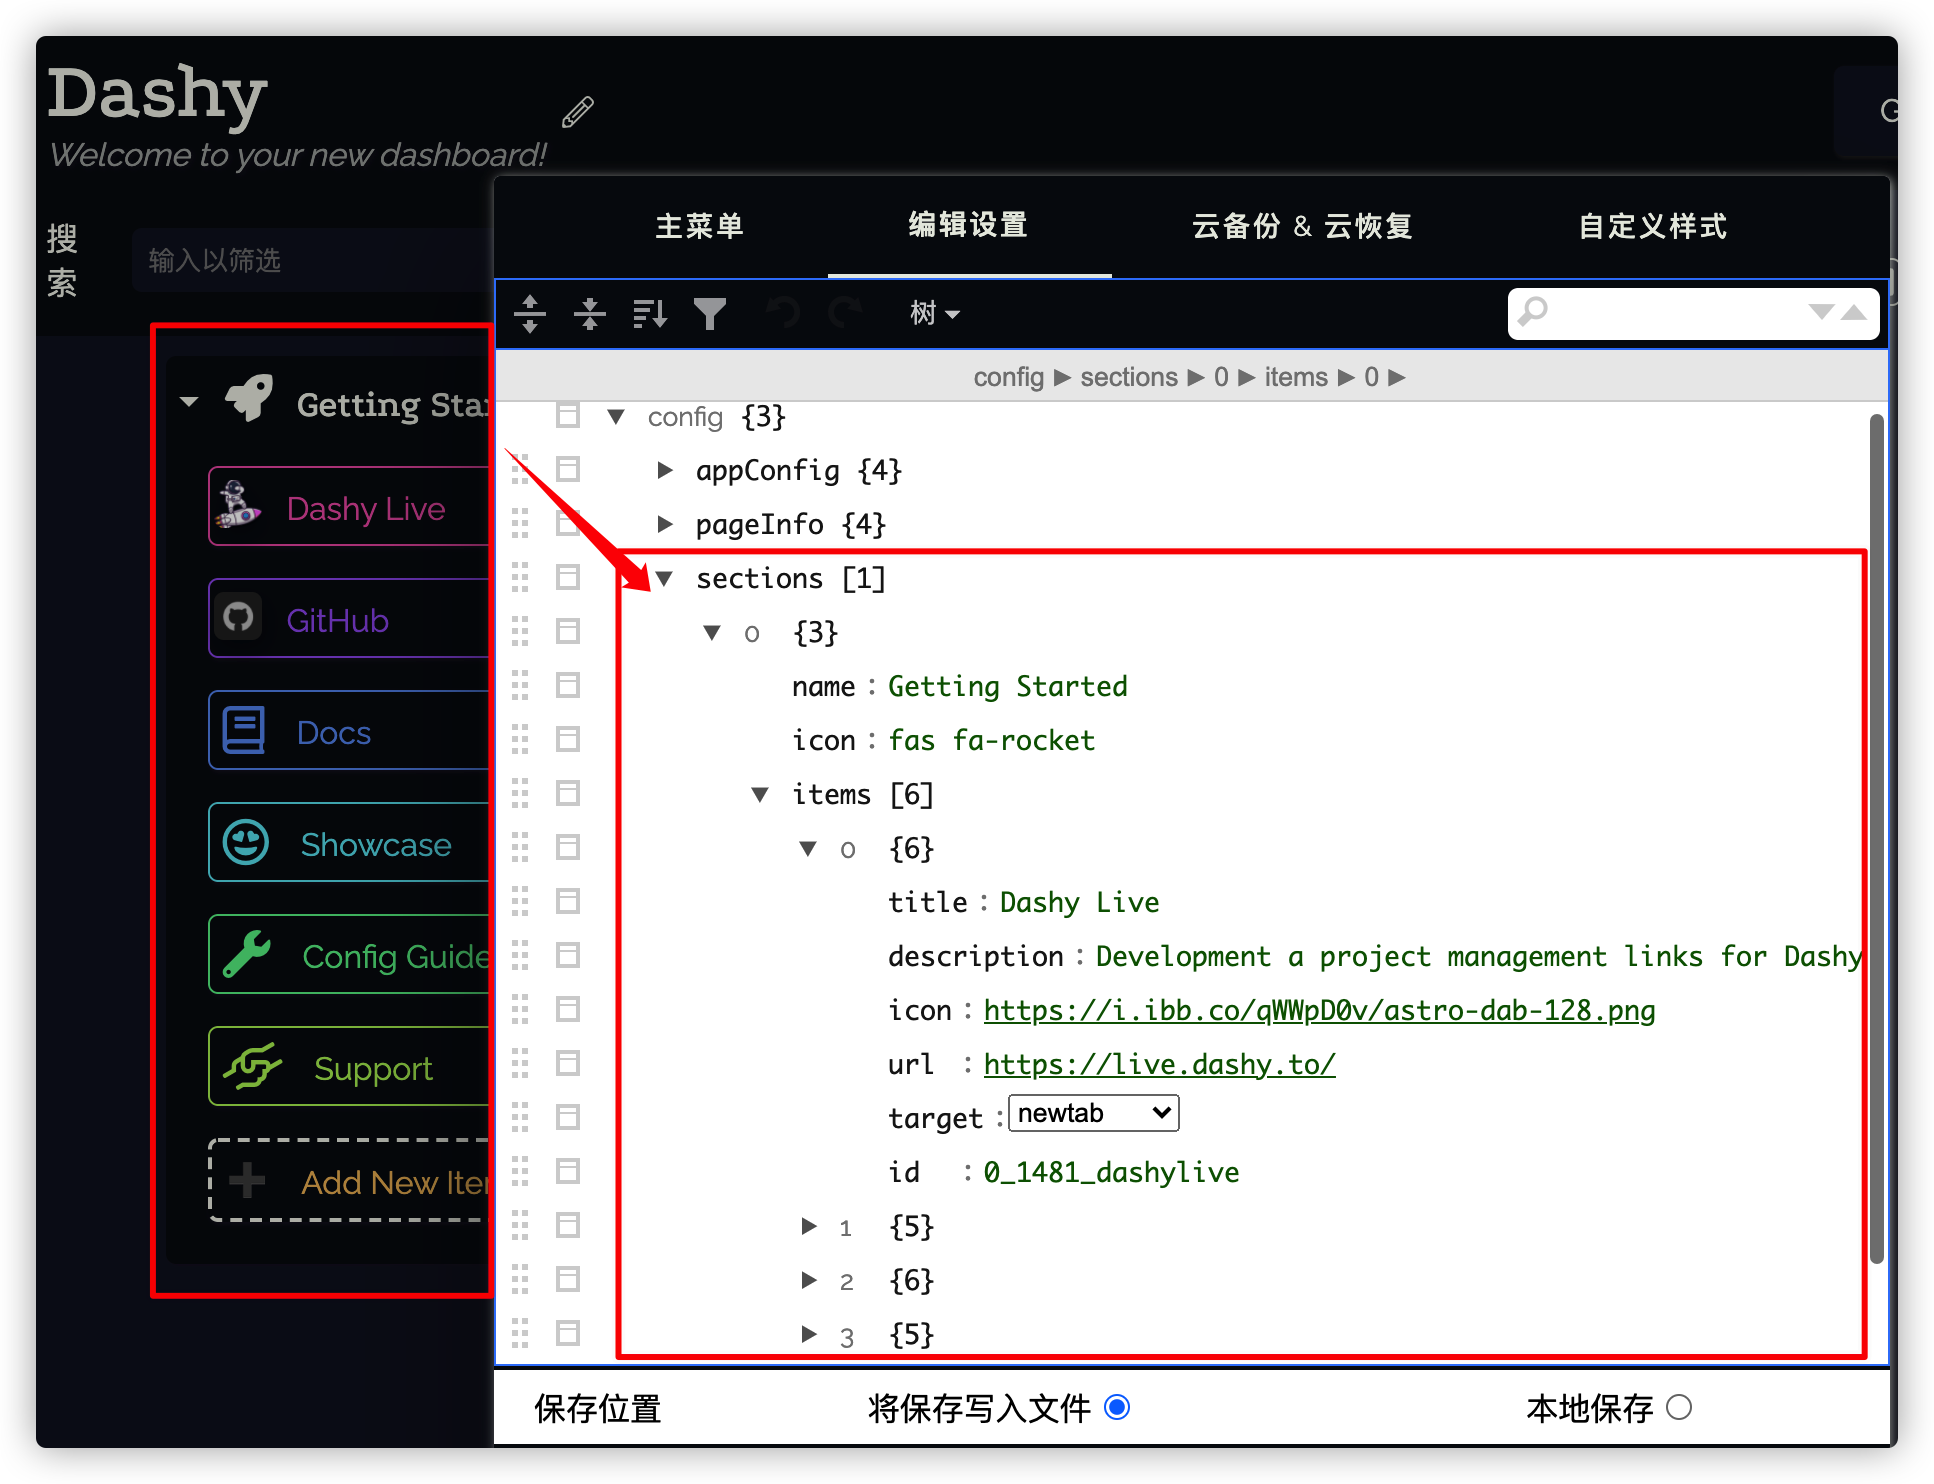 Dashy
Welcome to your new dashboard!
搜索
输入以筛选
Getting
Dashy Live
GitHub
Docs
Showcase
Config Guide
Support
Add New
主菜单
编辑设置
云备份 & 云恢复
自定义样式
树
config ► sections ► 0 ► items ► 0 ►
config {3}
appConfig {4}
pageInfo {4}
sections [1]
0 {3}
name : Getting Started
icon : fas fa-rocket
items [6]
0 {6}
title : Dashy Live
description : Development a project management links for Dashy
icon : https://i.ibb.co/qWWpD0v/astro-dab-128.png
url : https://live.dashy.to/
target : newtab
id : 0_1481_dashylive
1 {5}
2 {6}
3 {5}
保存位置
将保存写入文件
本地保存